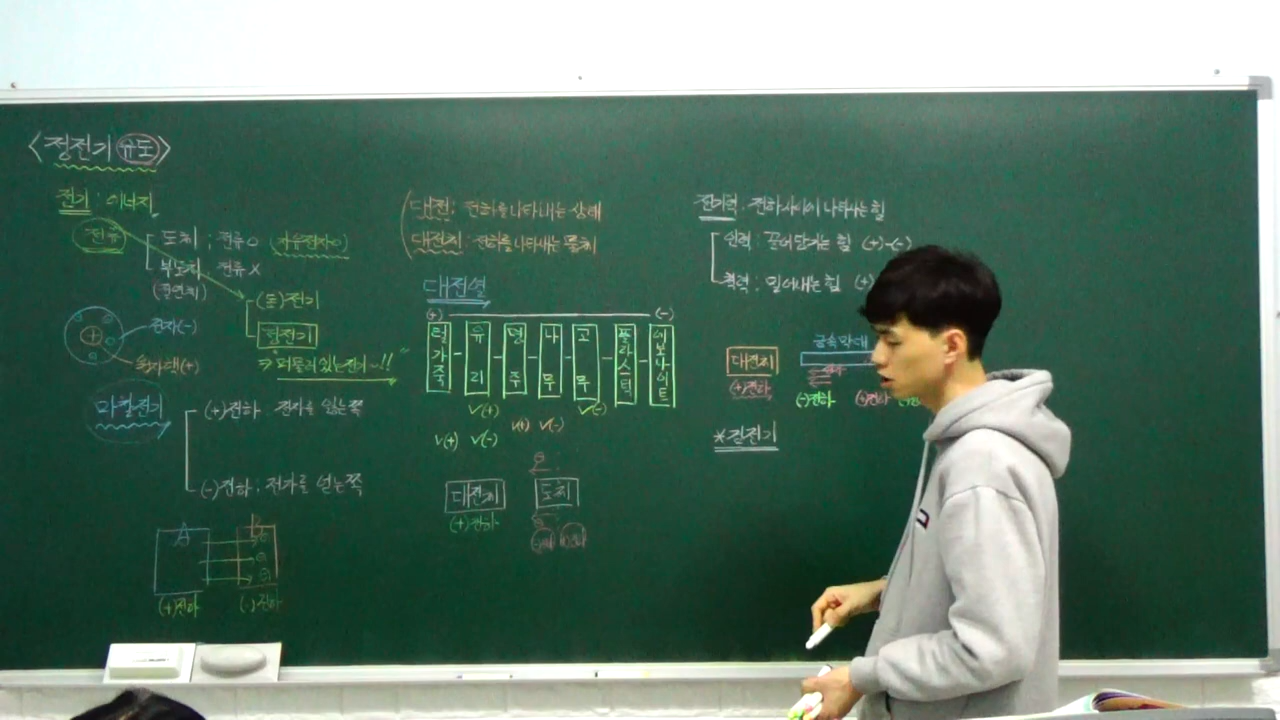 <정전기 유도>
전기 : 에너지
전류
도체 : 전류 O (자유전자 O)
부도체 전류 X
(절연체)
(동)전기
정전기
→ "머물러 있는 전기~!!"
전자(-)
원자핵(+)
마찰전기
(+)전하 : 전자를 잃는 쪽
(-)전하 : 전자를 얻는 쪽
A B
(+)전하 (-)전하
대전 : 전하를 나타내는 상태
대전체 : 전하를 나타내는 물체
대전열
(+) (-)
털가죽 - 유리 - 명주 - 나무 - 고무 - 플라스틱 - 에보나이트
✓(+) ✓(-)
✓(+) ✓(-) ✓(+) ✓(-)
대전체 도체
(+)전하
전기력 : 전하 사이에 나타나는 힘
인력 : 끌어당기는 힘 (+)-(-)
척력 : 밀어내는 힘 (+)
대전체 금속막대
(+)전하 (-)전하 (+)전하
*검전기